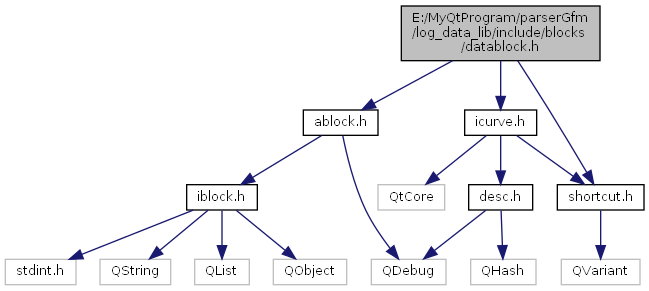 E:/MyQtProgram/parserGfm
/log_data_lib/include/blocks
/datablock.h
ablock.h
icurve.h
iblock.h
QtCore
desc.h
shortcut.h
stdint.h
QString
QList
QObject
QDebug
QHash
QVariant